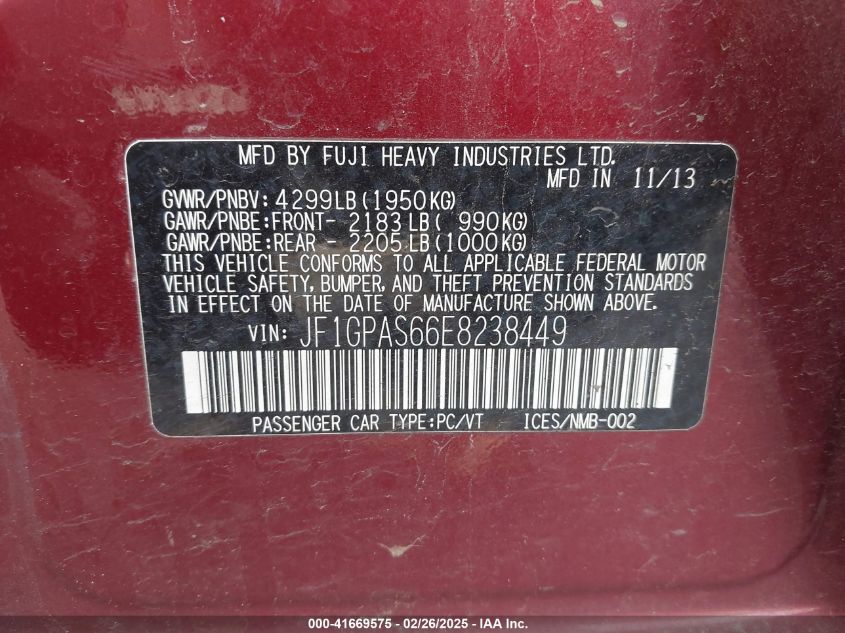 MFD BY FUJI HEAVY INDUSTRIES LTD.
MFD IN 11/13
GVWR/PNBV: 4299LB(1950KG)
GAWR/PNBE:FRONT- 2183LB( 990KG)
GAWR/PNBE:REAR - 2205LB(1000KG)
THIS VEHICLE CONFORMS TO ALL APPLICABLE FEDERAL MOTOR
VEHICLE SAFETY, BUMPER, AND THEFT PREVENTION STANDARDS
IN EFFECT ON THE DATE OF MANUFACTURE SHOWN ABOVE.
VIN: JF1GPAS66E8238449
PASSENGER CAR TYPE:PC/VT ICES/NMB-002
000-41669575 - 02/26/2025 - IAA Inc.